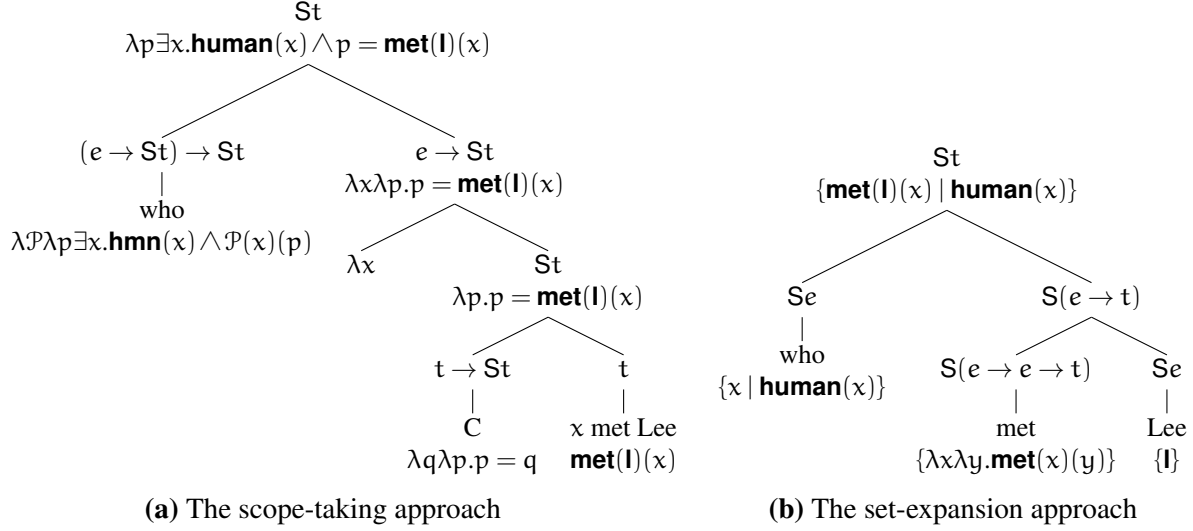 St
λp∃x.human(x) ∧ p = met(l)(x)
(e → St) → St
who
λ𝒫λp∃x.hmn(x) ∧ 𝒫(x)(p)
e → St
λxλp.p = met(l)(x)
λx
St
λp.p = met(l)(x)
t → St
C
λqλp.p = q
t
x met Lee
met(l)(x)
(a) The scope-taking approach
St
{met(l)(x) | human(x)}
Se
who
{x | human(x)}
S(e → t)
S(e → e → t)
met
{λxλy.met(x)(y)}
Se
Lee
{l}
(b) The set-expansion approach